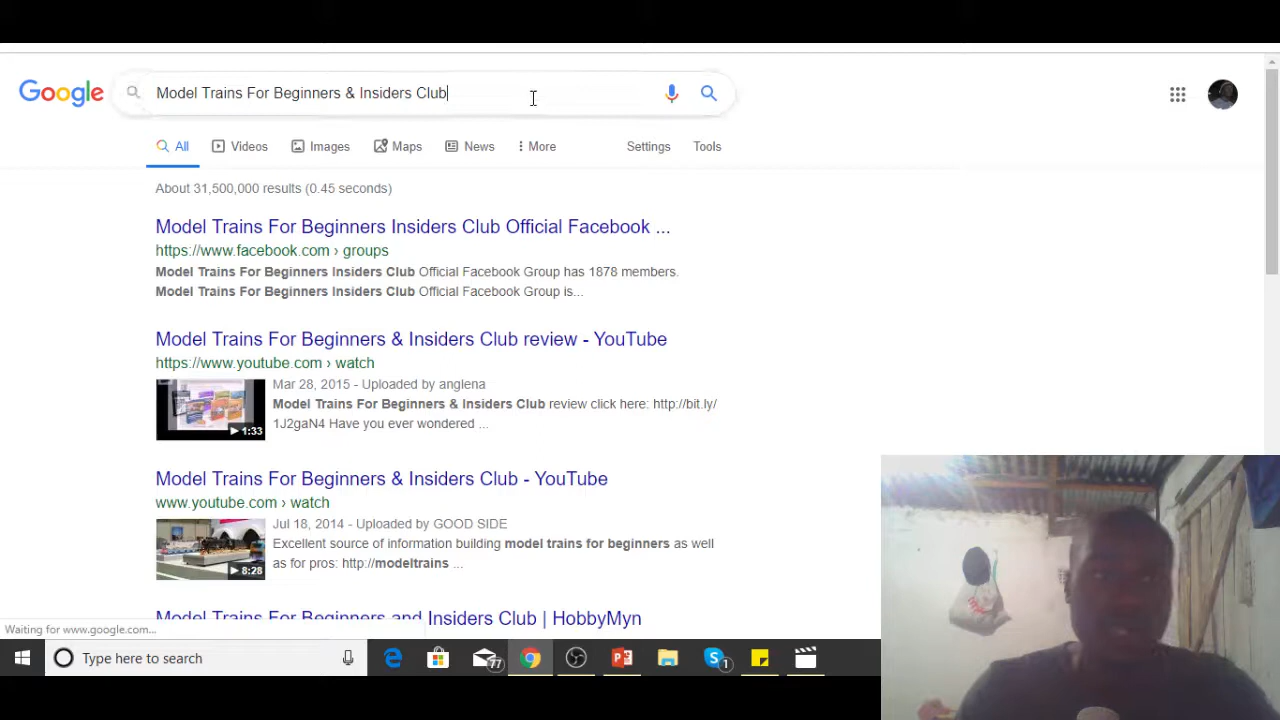 Google
Model Trains For Beginners & Insiders Club
All Videos Images Maps News More Settings Tools
About 31,500,000 results (0.45 seconds)
Model Trains For Beginners Insiders Club Official Facebook ...
https://www.facebook.com › groups
Model Trains For Beginners Insiders Club Official Facebook Group has 1878 members.
Model Trains For Beginners Insiders Club Official Facebook Group is...
Model Trains For Beginners & Insiders Club review - YouTube
https://www.youtube.com › watch
Mar 28, 2015 - Uploaded by anglena
Model Trains For Beginners & Insiders Club review click here: http://bit.ly/
1J2gaN4 Have you ever wondered ...
1:33
Model Trains For Beginners & Insiders Club - YouTube
www.youtube.com › watch
Jul 18, 2014 - Uploaded by GOOD SIDE
Excellent source of information building model trains for beginners as well
as for pros: http://modeltrains ...
8:28
Model Trains For Beginners and Insiders Club | HobbyMyn
Waiting for www.google.com...
Type here to search
77
1